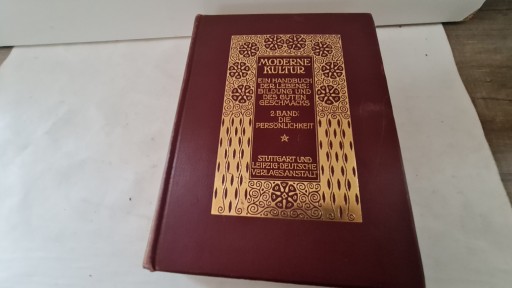 MODERNE
KULTUR
EIN HANDBUCH
DER LEBENS-
BILDUNG UND
DES GUTEN
GESCHMACKS
2. BAND:
DIE
PERSÖNLICHKEIT
STUTTGART UND
LEIPZIG · DEUTSCHE
VERLAGSANSTALT